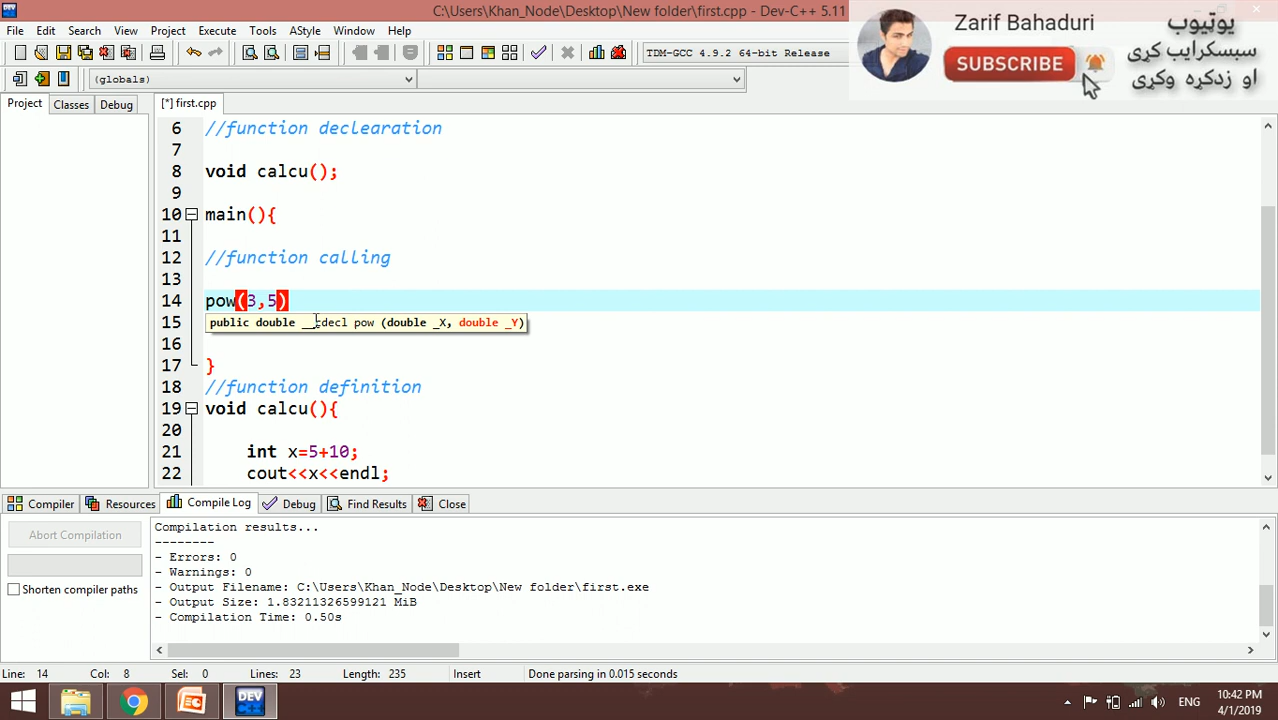 C:\Users\Khan_Node\Desktop\New folder\first.cpp - Dev-C++ 5.11
File Edit Search View Project Execute Tools AStyle Window Help
TDM-GCC 4.9.2 64-bit Release
(globals)
Zarif Bahaduri
SUBSCRIBE
یوټیوب
سبسکرایب کړی
او زدکړه وکړی
Project Classes Debug
[*] first.cpp
6 //function declearation
7
8 void calcu();
9
10 main(){
11
12 //function calling
13
14 pow(3,5)
15 public double __cdecl pow (double _X, double _Y)
16
17 }
18 //function definition
19 void calcu(){
20
21 int x=5+10;
22 cout<<x<<endl;
Compiler Resources Compile Log Debug Find Results Close
Abort Compilation
Shorten compiler paths
Compilation results...
--------
- Errors: 0
- Warnings: 0
- Output Filename: C:\Users\Khan_Node\Desktop\New folder\first.exe
- Output Size: 1.83211326599121 MiB
- Compilation Time: 0.50s
Line: 14 Col: 8 Sel: 0 Lines: 23 Length: 235 Insert Done parsing in 0.015 seconds
DEV
ENG
10:42 PM
4/1/2019